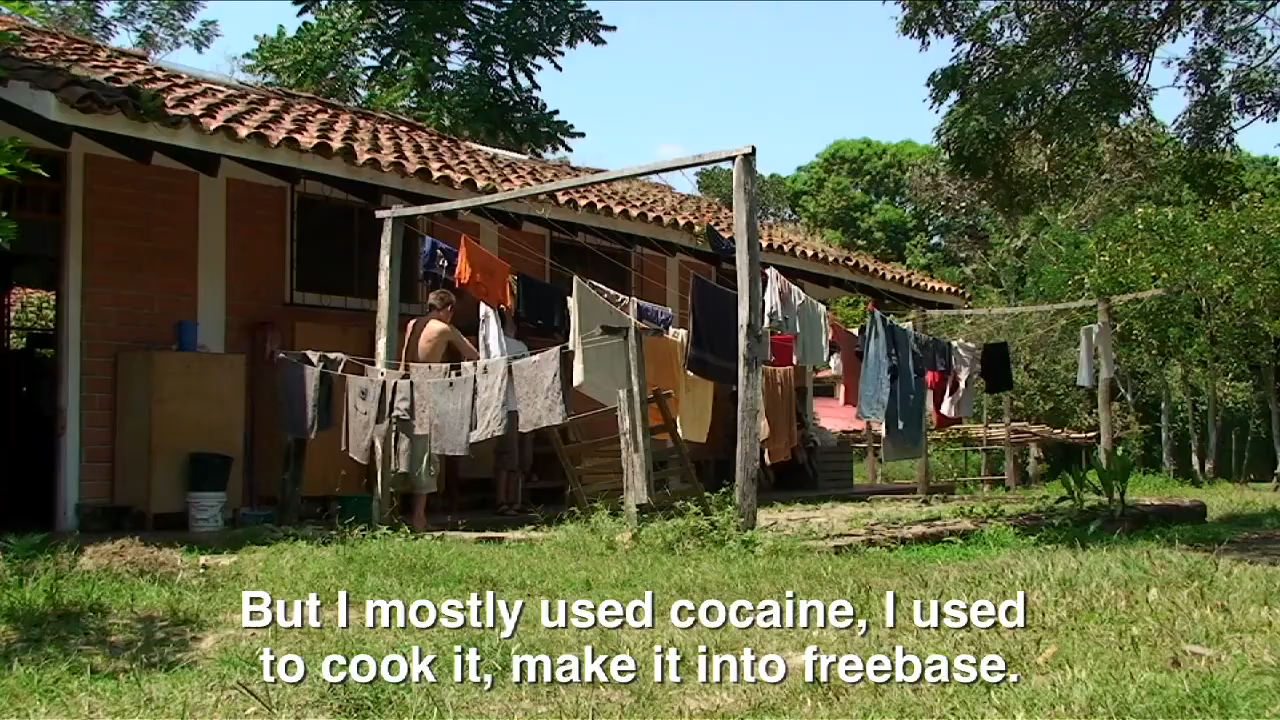 But I mostly used cocaine, I used
to cook it, make it into freebase.